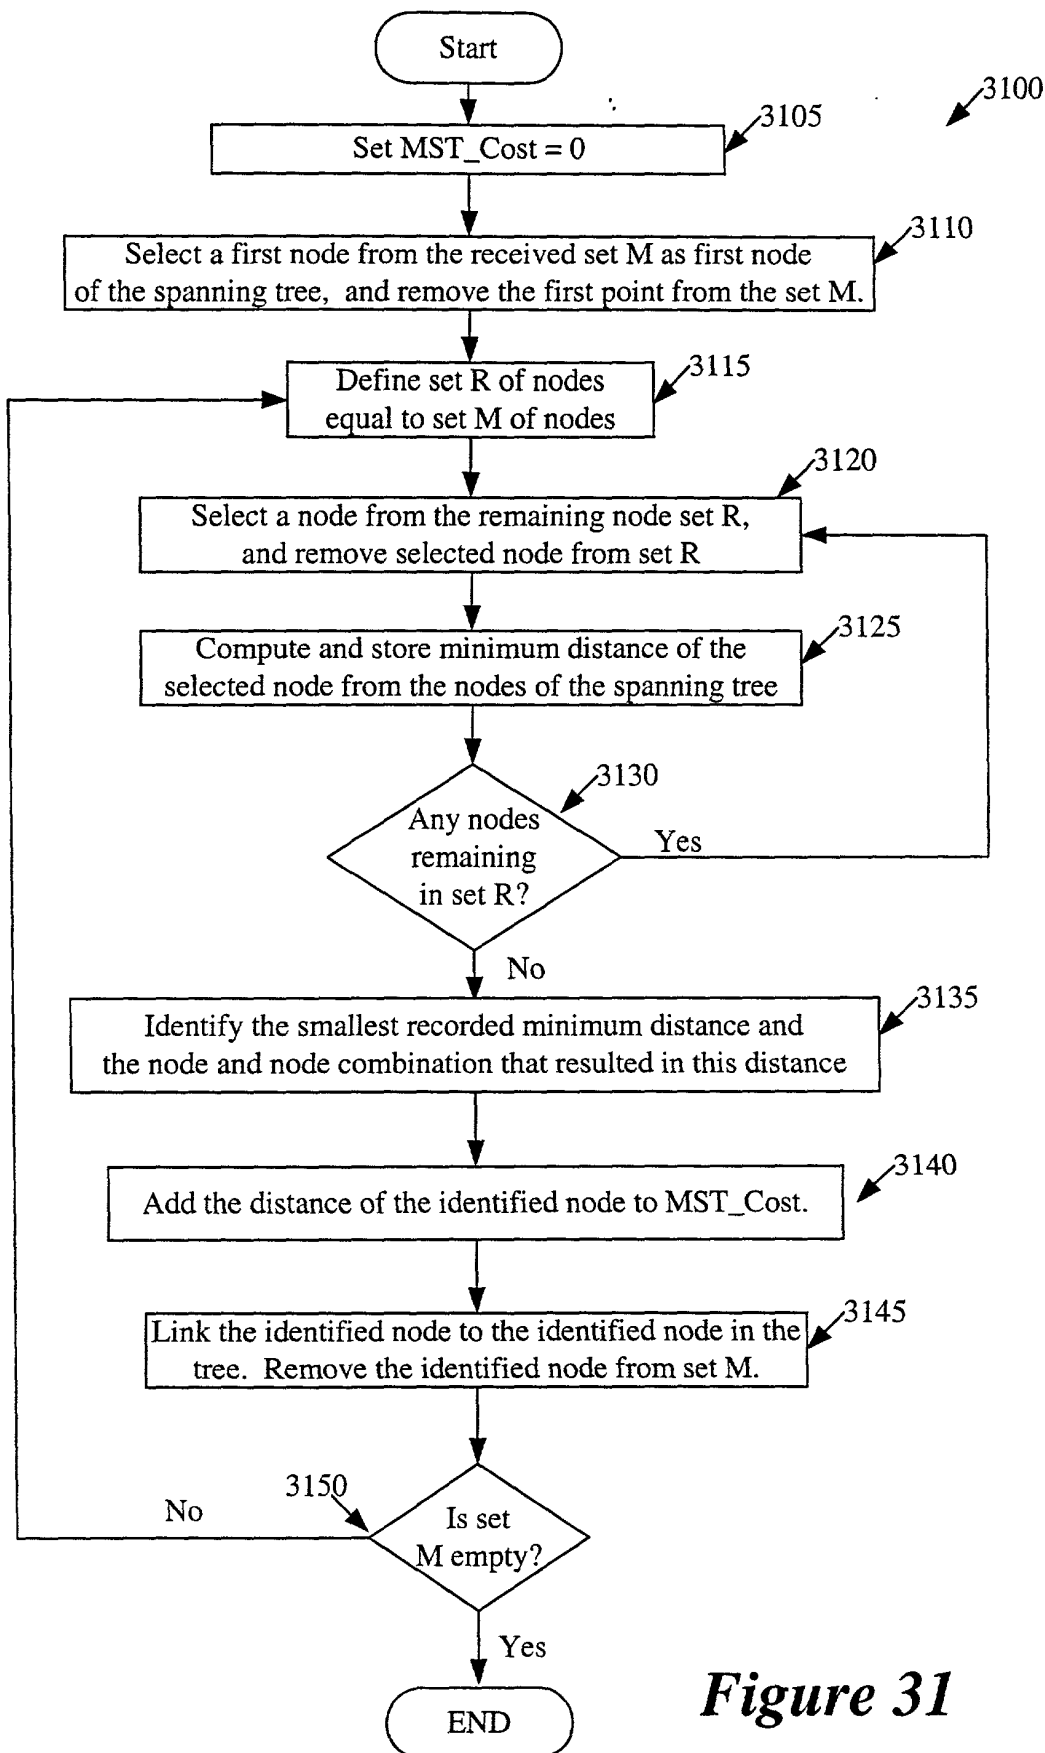 Start
3100
3105
Set MST_Cost = 0
3110
Select a first node from the received set M as first node
of the spanning tree, and remove the first point from the set M.
3115
Define set R of nodes
equal to set M of nodes
3120
Select a node from the remaining node set R,
and remove selected node from set R
3125
Compute and store minimum distance of the
selected node from the nodes of the spanning tree
3130
Any nodes
remaining
in set R?
Yes
No
3135
Identify the smallest recorded minimum distance and
the node and node combination that resulted in this distance
3140
Add the distance of the identified node to MST_Cost.
3145
Link the identified node to the identified node in the
tree. Remove the identified node from set M.
3150
No
Is set
M empty?
Yes
END
Figure 31